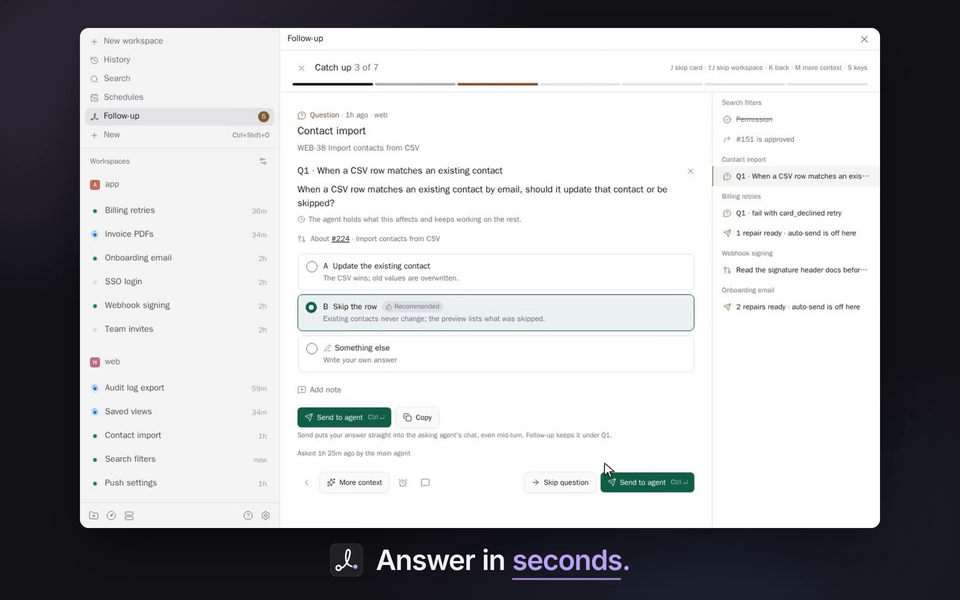 New workspace
History
Search
Schedules
Follow-up 5
New Ctrl+Shift+O
Workspaces
A app
Billing retries 36m
Invoice PDFs 34m
Onboarding email 2h
SSO login 2h
Webhook signing 2h
Team invites 2h
W web
Audit log export 59m
Saved views 34m
Contact import 1h
Search filters now
Push settings 1h
Follow-up
Catch up 3 of 7
J skip card · ⇧J skip workspace · K back · M more context · S keys
Question · 1h ago · web
Contact import
WEB-38 Import contacts from CSV
Q1 · When a CSV row matches an existing contact
When a CSV row matches an existing contact by email, should it update that contact or be
skipped?
The agent holds what this affects and keeps working on the rest.
About #224 · Import contacts from CSV
A Update the existing contact
The CSV wins; old values are overwritten.
B Skip the row Recommended
Existing contacts never change; the preview lists what was skipped.
Something else
Write your own answer
Add note
Send to agent Ctrl ↵
Copy
Send puts your answer straight into the asking agent's chat, even mid-turn. Follow-up keeps it under Q1.
Asked 1h 25m ago by the main agent
More context
Skip question
Send to agent Ctrl ↵
Search filters
Permission
#151 is approved
Contact import
Q1 · When a CSV row matches an exis···
Billing retries
Q1 · fail with card_declined retry
1 repair ready · auto-send is off here
Webhook signing
Read the signature header docs befor···
Onboarding email
2 repairs ready · auto-send is off here
Answer in seconds.